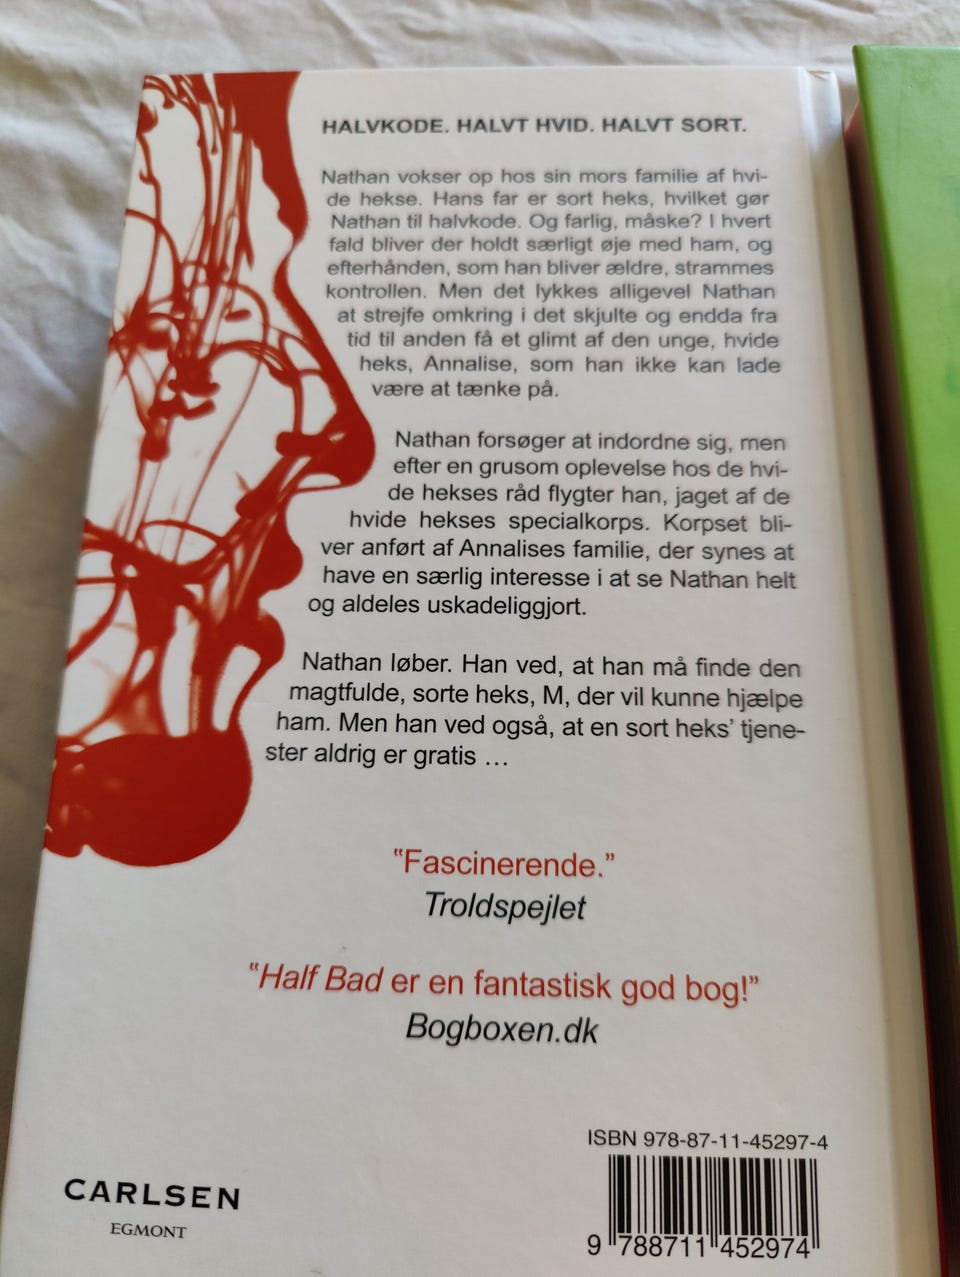 HALVKODE. HALVT HVID. HALVT SORT.
Nathan vokser op hos sin mors familie af hvi-
de hekse. Hans far er sort heks, hvilket gør
Nathan til halvkode. Og farlig, måske? I hvert
fald bliver der holdt særligt øje med ham, og
efterhånden, som han bliver ældre, strammes
kontrollen. Men det lykkes alligevel Nathan
at strejfe omkring i det skjulte og endda fra
tid til anden få et glimt af den unge, hvide
heks, Annalise, som han ikke kan lade
være at tænke på.
Nathan forsøger at indordne sig, men
efter en grusom oplevelse hos de hvi-
de hekses råd flygter han, jaget af de
hvide hekses specialkorps. Korpset bli-
ver anført af Annalises familie, der synes at
have en særlig interesse i at se Nathan helt
og aldeles uskadeliggjort.
Nathan løber. Han ved, at han må finde den
magtfulde, sorte heks, M, der vil kunne hjælpe
ham. Men han ved også, at en sort heks’ tjene-
ster aldrig er gratis …
“Fascinerende.”
Troldspejlet
“Half Bad er en fantastisk god bog!”
Bogboxen.dk
ISBN 978-87-11-45297-4
9 788711 452974
CARLSEN
EGMONT